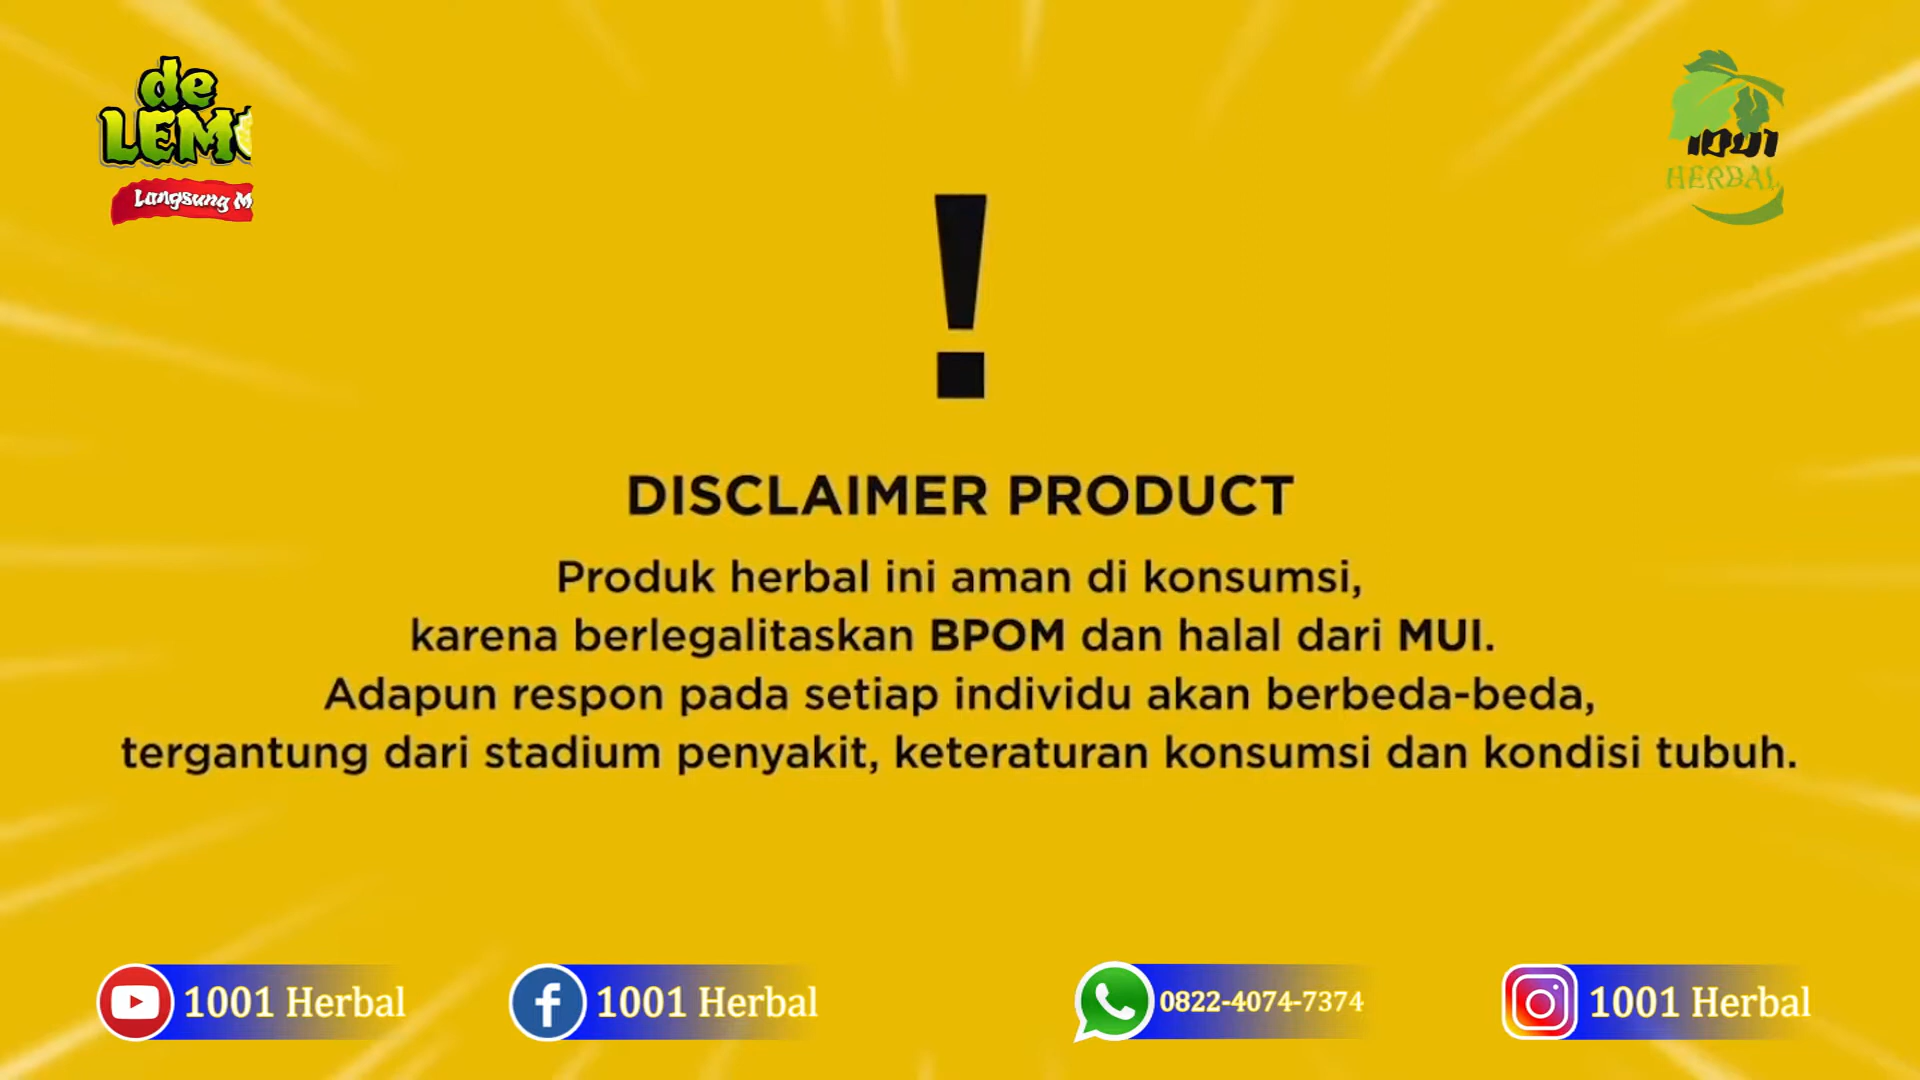 de
LEM
Langsung M
1001
HERBAL
!
DISCLAIMER PRODUCT
Produk herbal ini aman di konsumsi,
karena berlegalitaskan BPOM dan halal dari MUI.
Adapun respon pada setiap individu akan berbeda-beda,
tergantung dari stadium penyakit, keteraturan konsumsi dan kondisi tubuh.
1001 Herbal
1001 Herbal
0822-4074-7374
1001 Herbal